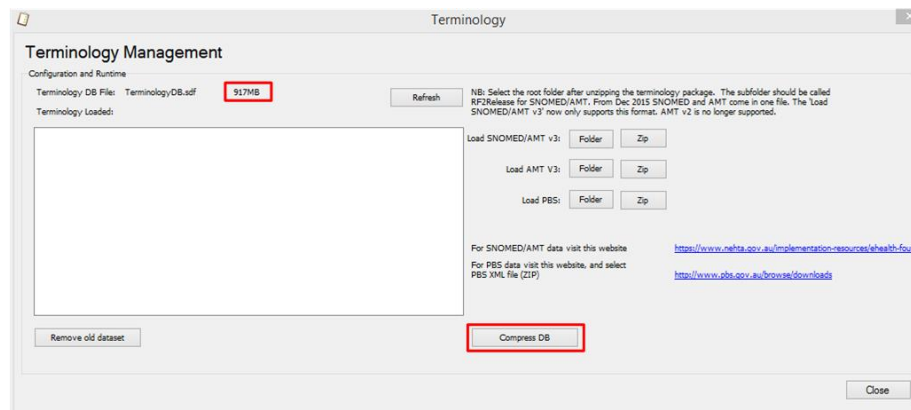 Terminology
Terminology Management
Configuration and Runtime
Terminology DB File: TerminologyDB.sdf 917MB
Refresh
Terminology Loaded:
NB: Select the root folder after unzipping the terminology package. The subfolder should be called
RF2Release for SNOMED/AMT. From Dec 2015 SNOMED and AMT come in one file. The 'Load
SNOMED/AMT v3' now only supports this format. AMT v2 is no longer supported.
Load SNOMED/AMT v3: Folder Zip
Load AMT V3: Folder Zip
Load PBS: Folder Zip
For SNOMED/AMT data visit this website https://www.nehta.gov.au/implementation-resources/ehealth-fou
For PBS data visit this website, and select
PBS XML file (ZIP) http://www.pbs.gov.au/browse/downloads
Remove old dataset
Compress DB
Close